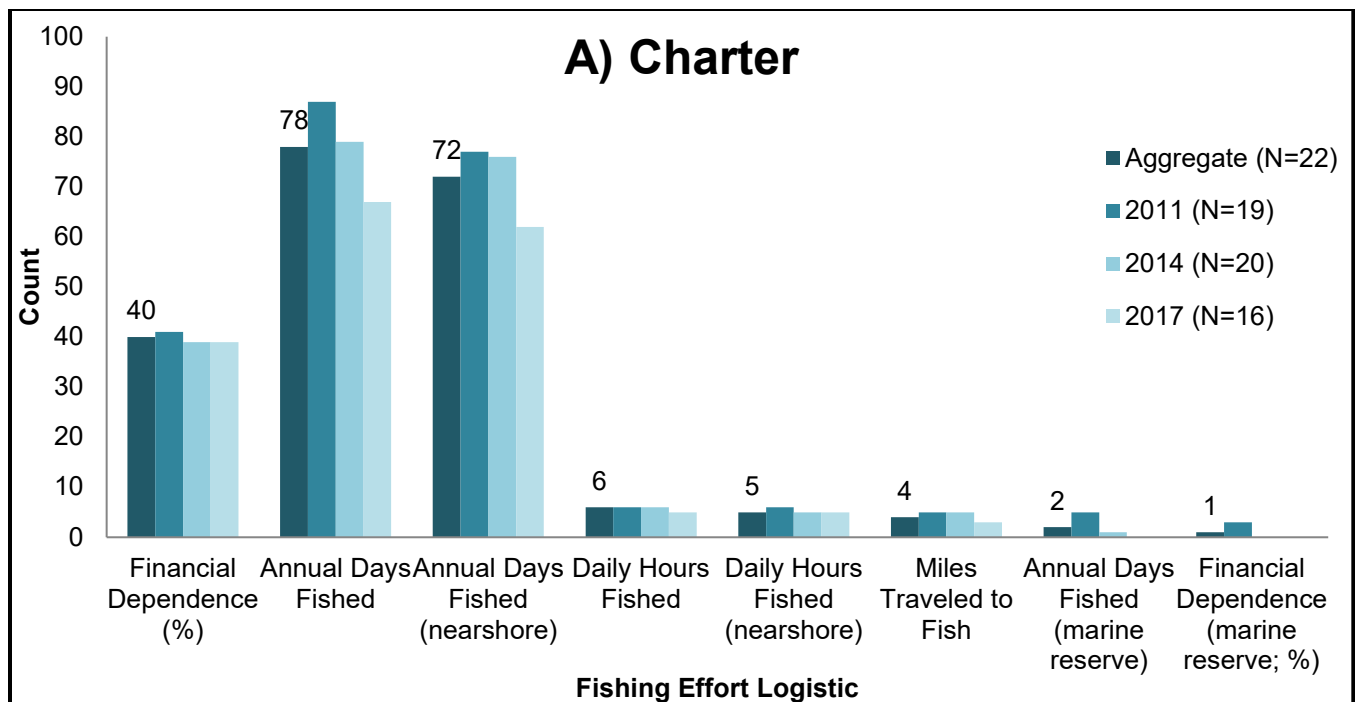 A) Charter
100
90
80
70
60
50
40
30
20
10
0
Count
40
78
72
6
5
4
2
1
Aggregate (N=22)
2011 (N=19)
2014 (N=20)
2017 (N=16)
Financial
Dependence
(%)
Annual Days
Fished
Annual Days
Fished
(nearshore)
Daily Hours
Fished
Daily Hours
Fished
(nearshore)
Miles
Traveled to
Fish
Annual Days
Fished
(marine
reserve)
Financial
Dependence
(marine
reserve; %)
Fishing Effort Logistic